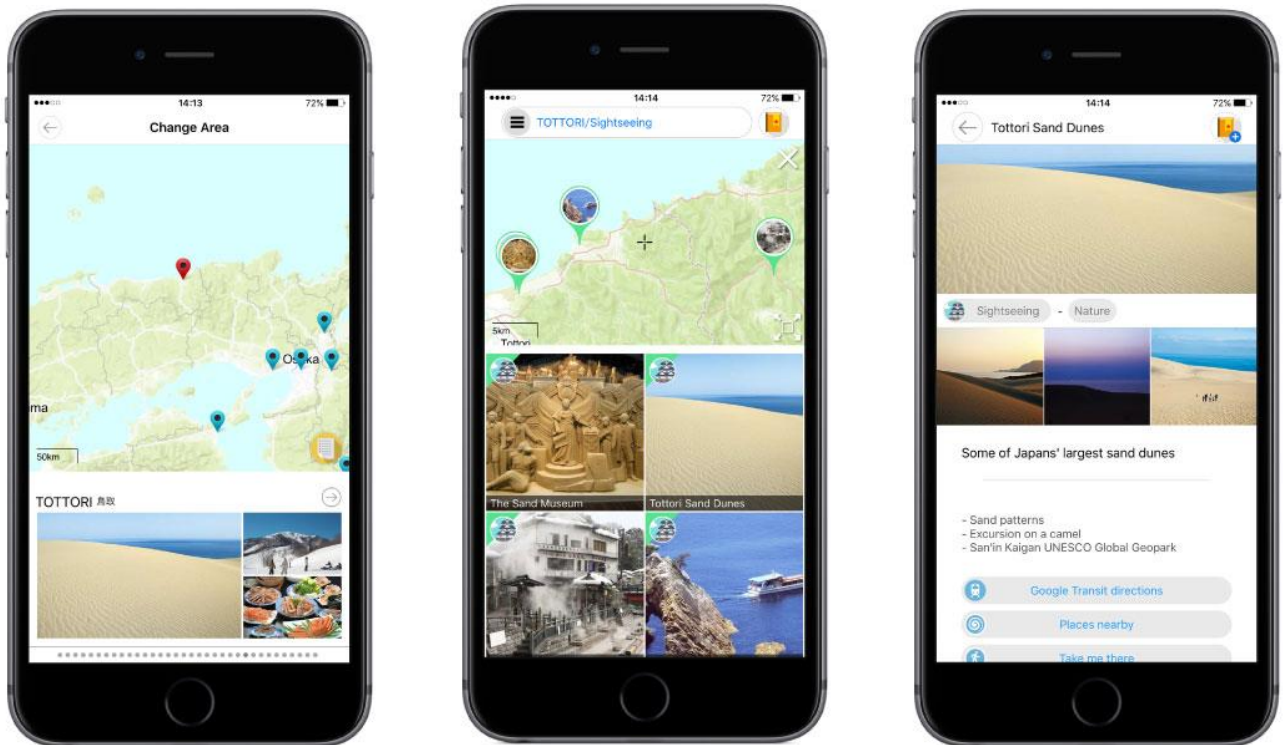 14:13
72%
Change Area
Osaka
ma
50km
TOTTORI 鳥取
14:14
72%
TOTTORI/Sightseeing
5km
Tottori
The Sand Museum
Tottori Sand Dunes
14:14
72%
Tottori Sand Dunes
Sightseeing - Nature
Some of Japans' largest sand dunes
- Sand patterns
- Excursion on a camel
- San'in Kaigan UNESCO Global Geopark
Google Transit directions
Places nearby
Take me there